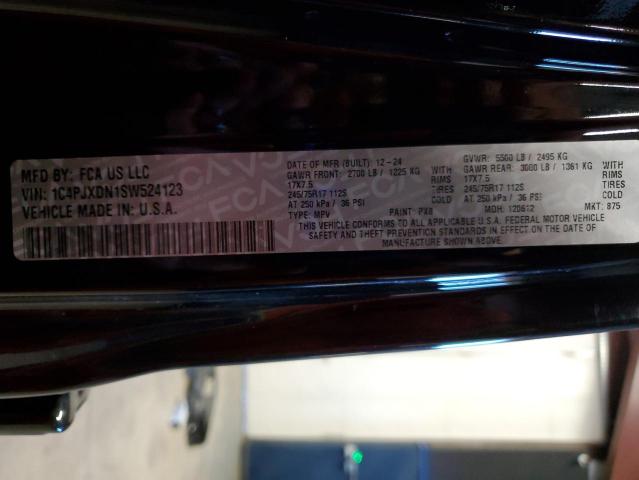 MFD BY: FCA US LLC
VIN: 1C4PJXDN1SW524123
VEHICLE MADE IN: U.S.A.
DATE OF MFR (BUILT): 12-24
GAWR FRONT: 2700 LB / 1225 KG WITH
17X7.5 RIMS
245/75R17 112S
AT 250 kPa / 36 PSI COLD
GVWR: 5500 LB / 2495 KG
GAWR REAR: 3000 LB / 1361 KG WITH
17X7.5 RIMS
245/75R17 112S
AT 250 kPa / 36 PSI COLD
TYPE: MPV PAINT: PX8 MDH: 120612 MKT: 875
THIS VEHICLE CONFORMS TO ALL APPLICABLE U.S.A. FEDERAL MOTOR VEHICLE
SAFETY AND THEFT PREVENTION STANDARDS IN EFFECT ON THE DATE OF
MANUFACTURE SHOWN ABOVE.